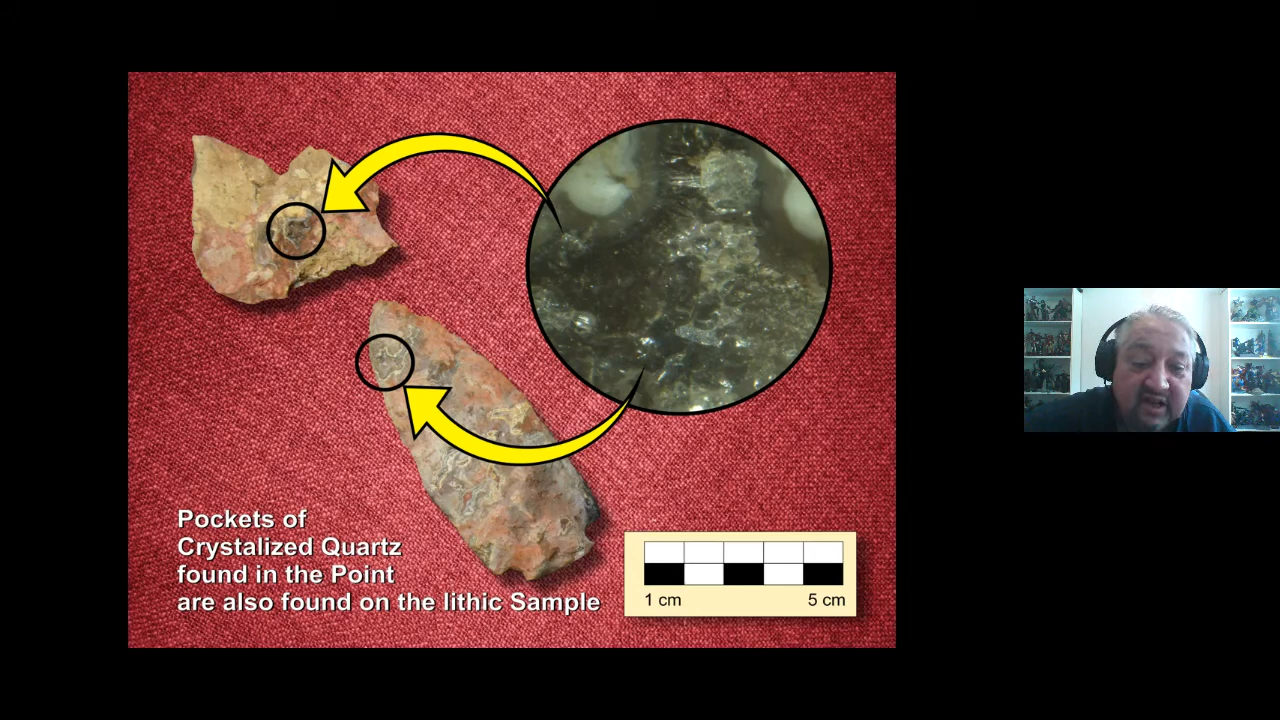 Pockets of
Crystalized Quartz
found in the Point
are also found on the lithic Sample
1 cm 5 cm